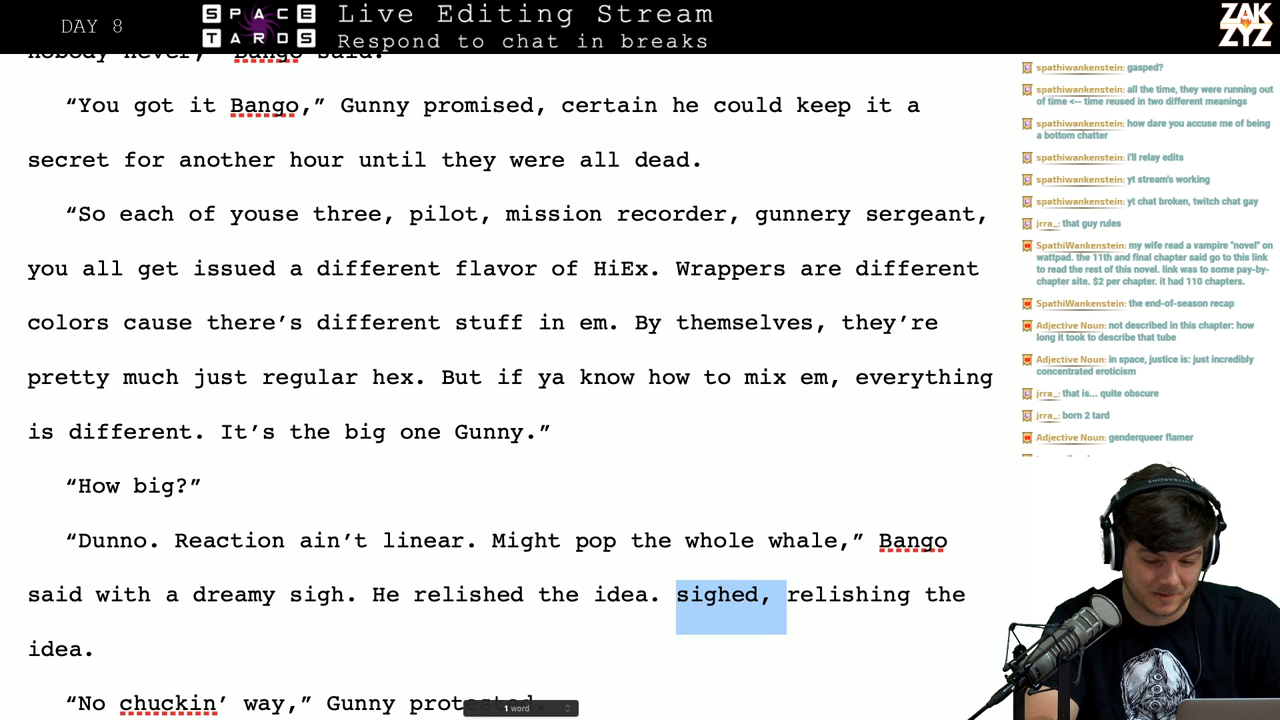 DAY 8
SPACE
TARDS
Live Editing Stream
Respond to chat in breaks
ZAK
ZYZ
nobody never,” Bango said.
“You got it Bango,” Gunny promised, certain he could keep it a
secret for another hour until they were all dead.
“So each of youse three, pilot, mission recorder, gunnery sergeant,
you all get issued a different flavor of HiEx. Wrappers are different
colors cause there’s different stuff in em. By themselves, they’re
pretty much just regular hex. But if ya know how to mix em, everything
is different. It’s the big one Gunny.”
“How big?”
“Dunno. Reaction ain’t linear. Might pop the whole whale,” Bango
said with a dreamy sigh. He relished the idea. sighed, relishing the
idea.
“No chuckin’ way,” Gunny protested.
1 word
spathiwankenstein: gasped?
spathiwankenstein: all the time, they were running out
of time <-- time reused in two different meanings
spathiwankenstein: how dare you accuse me of being
a bottom chatter
spathiwankenstein: i'll relay edits
spathiwankenstein: yt stream's working
spathiwankenstein: yt chat broken, twitch chat gay
jrra_: that guy rules
SpathiWankenstein: my wife read a vampire "novel" on
wattpad. the 11th and final chapter said go to this link
to read the rest of this novel. link was to some pay-by-
chapter site. $2 per chapter. it had 110 chapters.
SpathiWankenstein: the end-of-season recap
Adjective Noun: not described in this chapter: how
long it took to describe that tube
Adjective Noun: in space, justice is: just incredibly
concentrated eroticism
jrra_: that is... quite obscure
jrra_: born 2 tard
Adjective Noun: genderqueer flamer